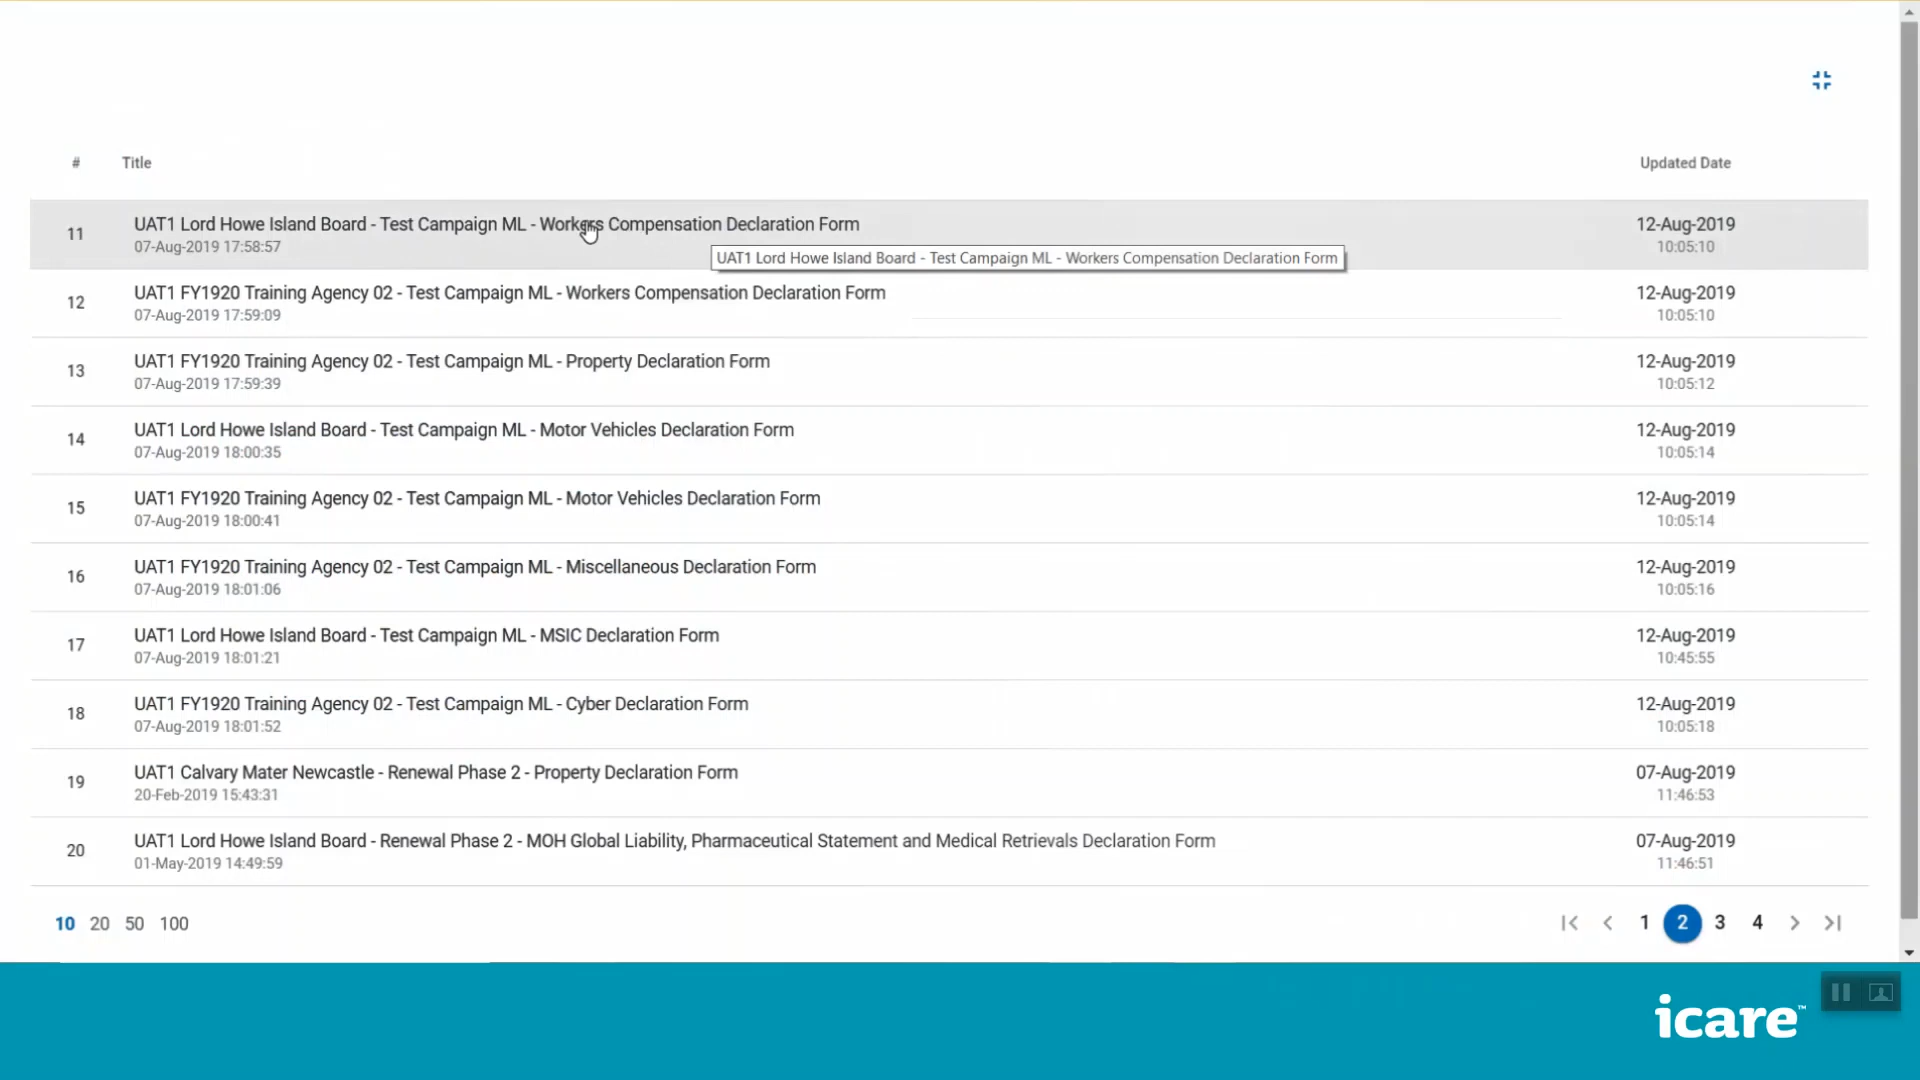 # Title Updated Date
11 UAT1 Lord Howe Island Board - Test Campaign ML - Workers Compensation Declaration Form 12-Aug-2019
07-Aug-2019 17:58:57 10:05:10
UAT1 Lord Howe Island Board - Test Campaign ML - Workers Compensation Declaration Form
12 UAT1 FY1920 Training Agency 02 - Test Campaign ML - Workers Compensation Declaration Form 12-Aug-2019
07-Aug-2019 17:59:09 10:05:10
13 UAT1 FY1920 Training Agency 02 - Test Campaign ML - Property Declaration Form 12-Aug-2019
07-Aug-2019 17:59:39 10:05:12
14 UAT1 Lord Howe Island Board - Test Campaign ML - Motor Vehicles Declaration Form 12-Aug-2019
07-Aug-2019 18:00:35 10:05:14
15 UAT1 FY1920 Training Agency 02 - Test Campaign ML - Motor Vehicles Declaration Form 12-Aug-2019
07-Aug-2019 18:00:41 10:05:14
16 UAT1 FY1920 Training Agency 02 - Test Campaign ML - Miscellaneous Declaration Form 12-Aug-2019
07-Aug-2019 18:01:06 10:05:16
17 UAT1 Lord Howe Island Board - Test Campaign ML - MSIC Declaration Form 12-Aug-2019
07-Aug-2019 18:01:21 10:45:55
18 UAT1 FY1920 Training Agency 02 - Test Campaign ML - Cyber Declaration Form 12-Aug-2019
07-Aug-2019 18:01:52 10:05:18
19 UAT1 Calvary Mater Newcastle - Renewal Phase 2 - Property Declaration Form 07-Aug-2019
20-Feb-2019 15:43:31 11:46:53
20 UAT1 Lord Howe Island Board - Renewal Phase 2 - MOH Global Liability, Pharmaceutical Statement and Medical Retrievals Declaration Form 07-Aug-2019
01-May-2019 14:49:59 11:46:51
10 20 50 100 1 2 3 4
icare™